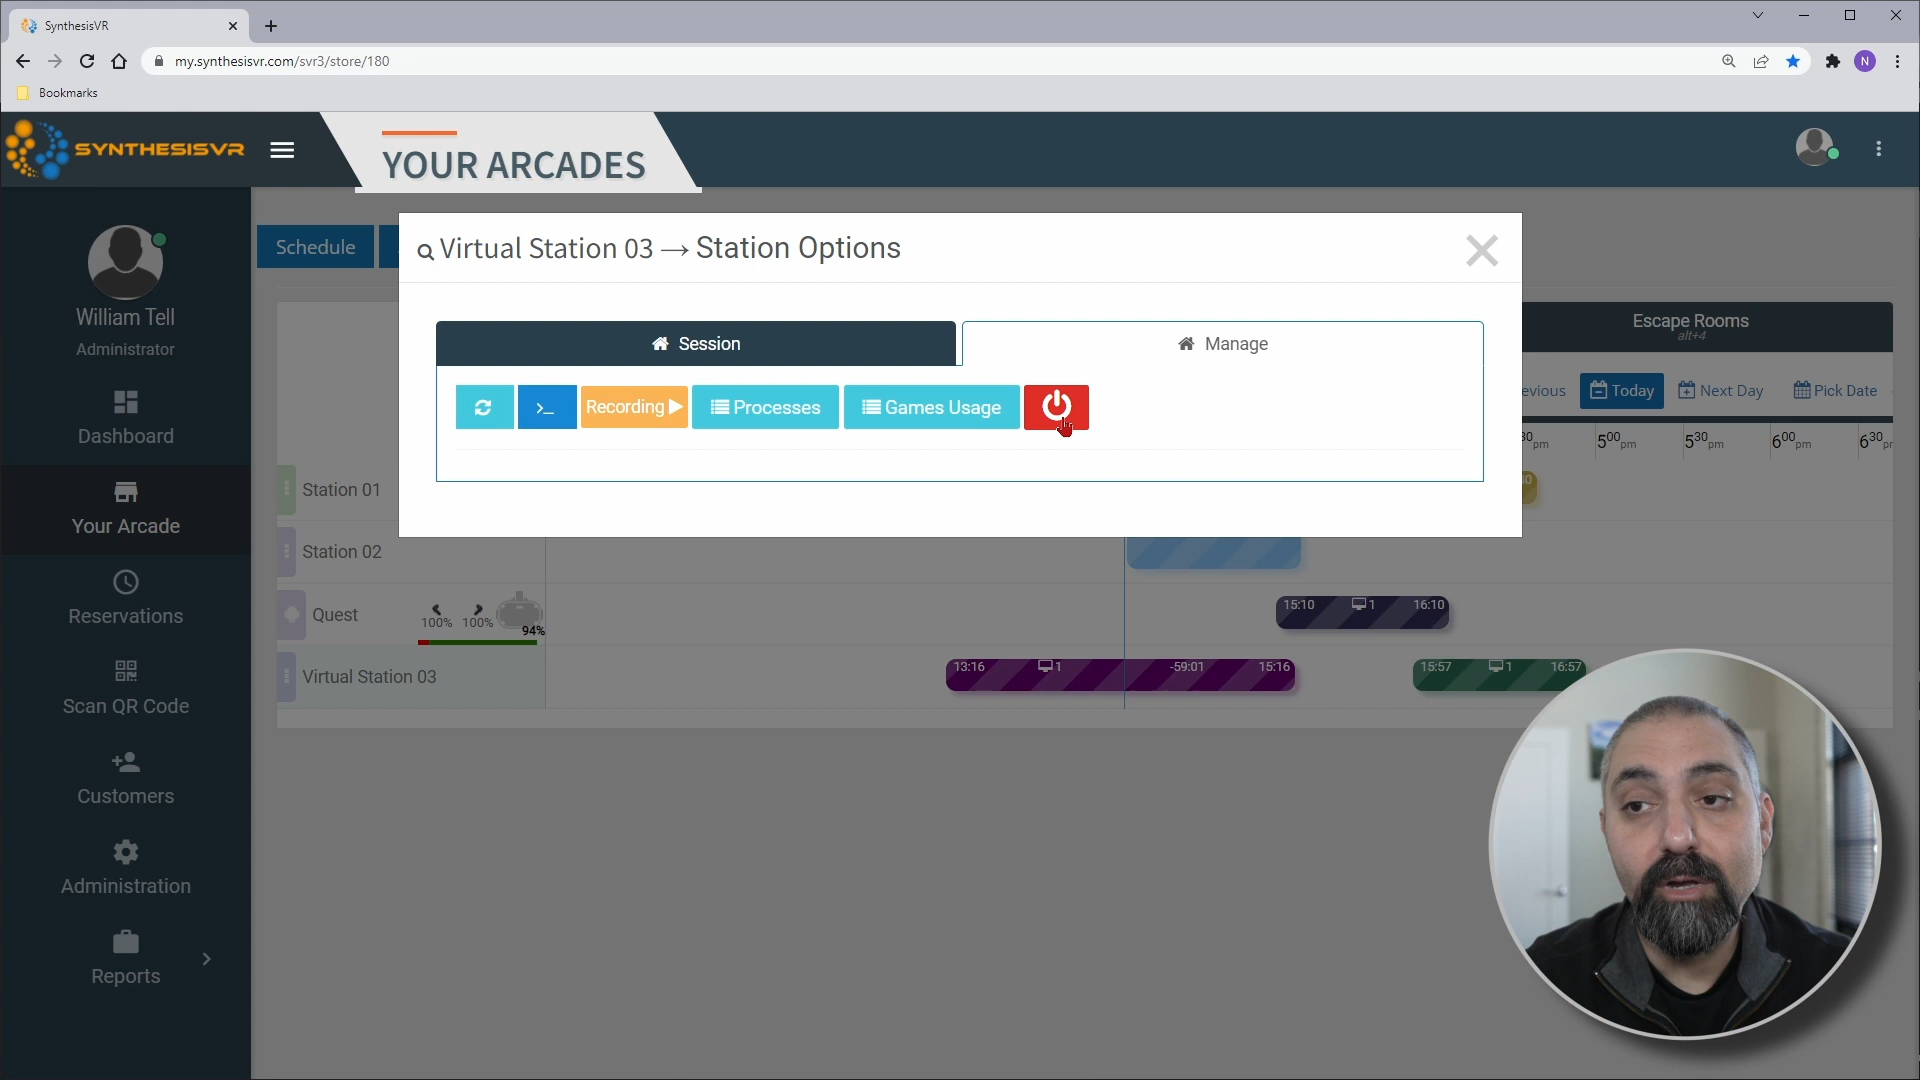 SynthesisVR
my.synthesisvr.com/svr3/store/180
N
Bookmarks
SYNTHESISVR
YOUR ARCADES
William Tell
Administrator
Dashboard
Your Arcade
Reservations
Scan QR Code
Customers
Administration
Reports
Schedule
Virtual Station 03 → Station Options
Session
Manage
>_
Recording
Processes
Games Usage
Escape Rooms
alt+4
evious
Today
Next Day
Pick Date
30 pm
5 00 pm
5 30 pm
6 00 pm
6 30
Station 01
Station 02
Quest
100%
100%
94%
15:10 1 16:10
Virtual Station 03
13:16 1 -59:01 15:16
15:57 1 16:57